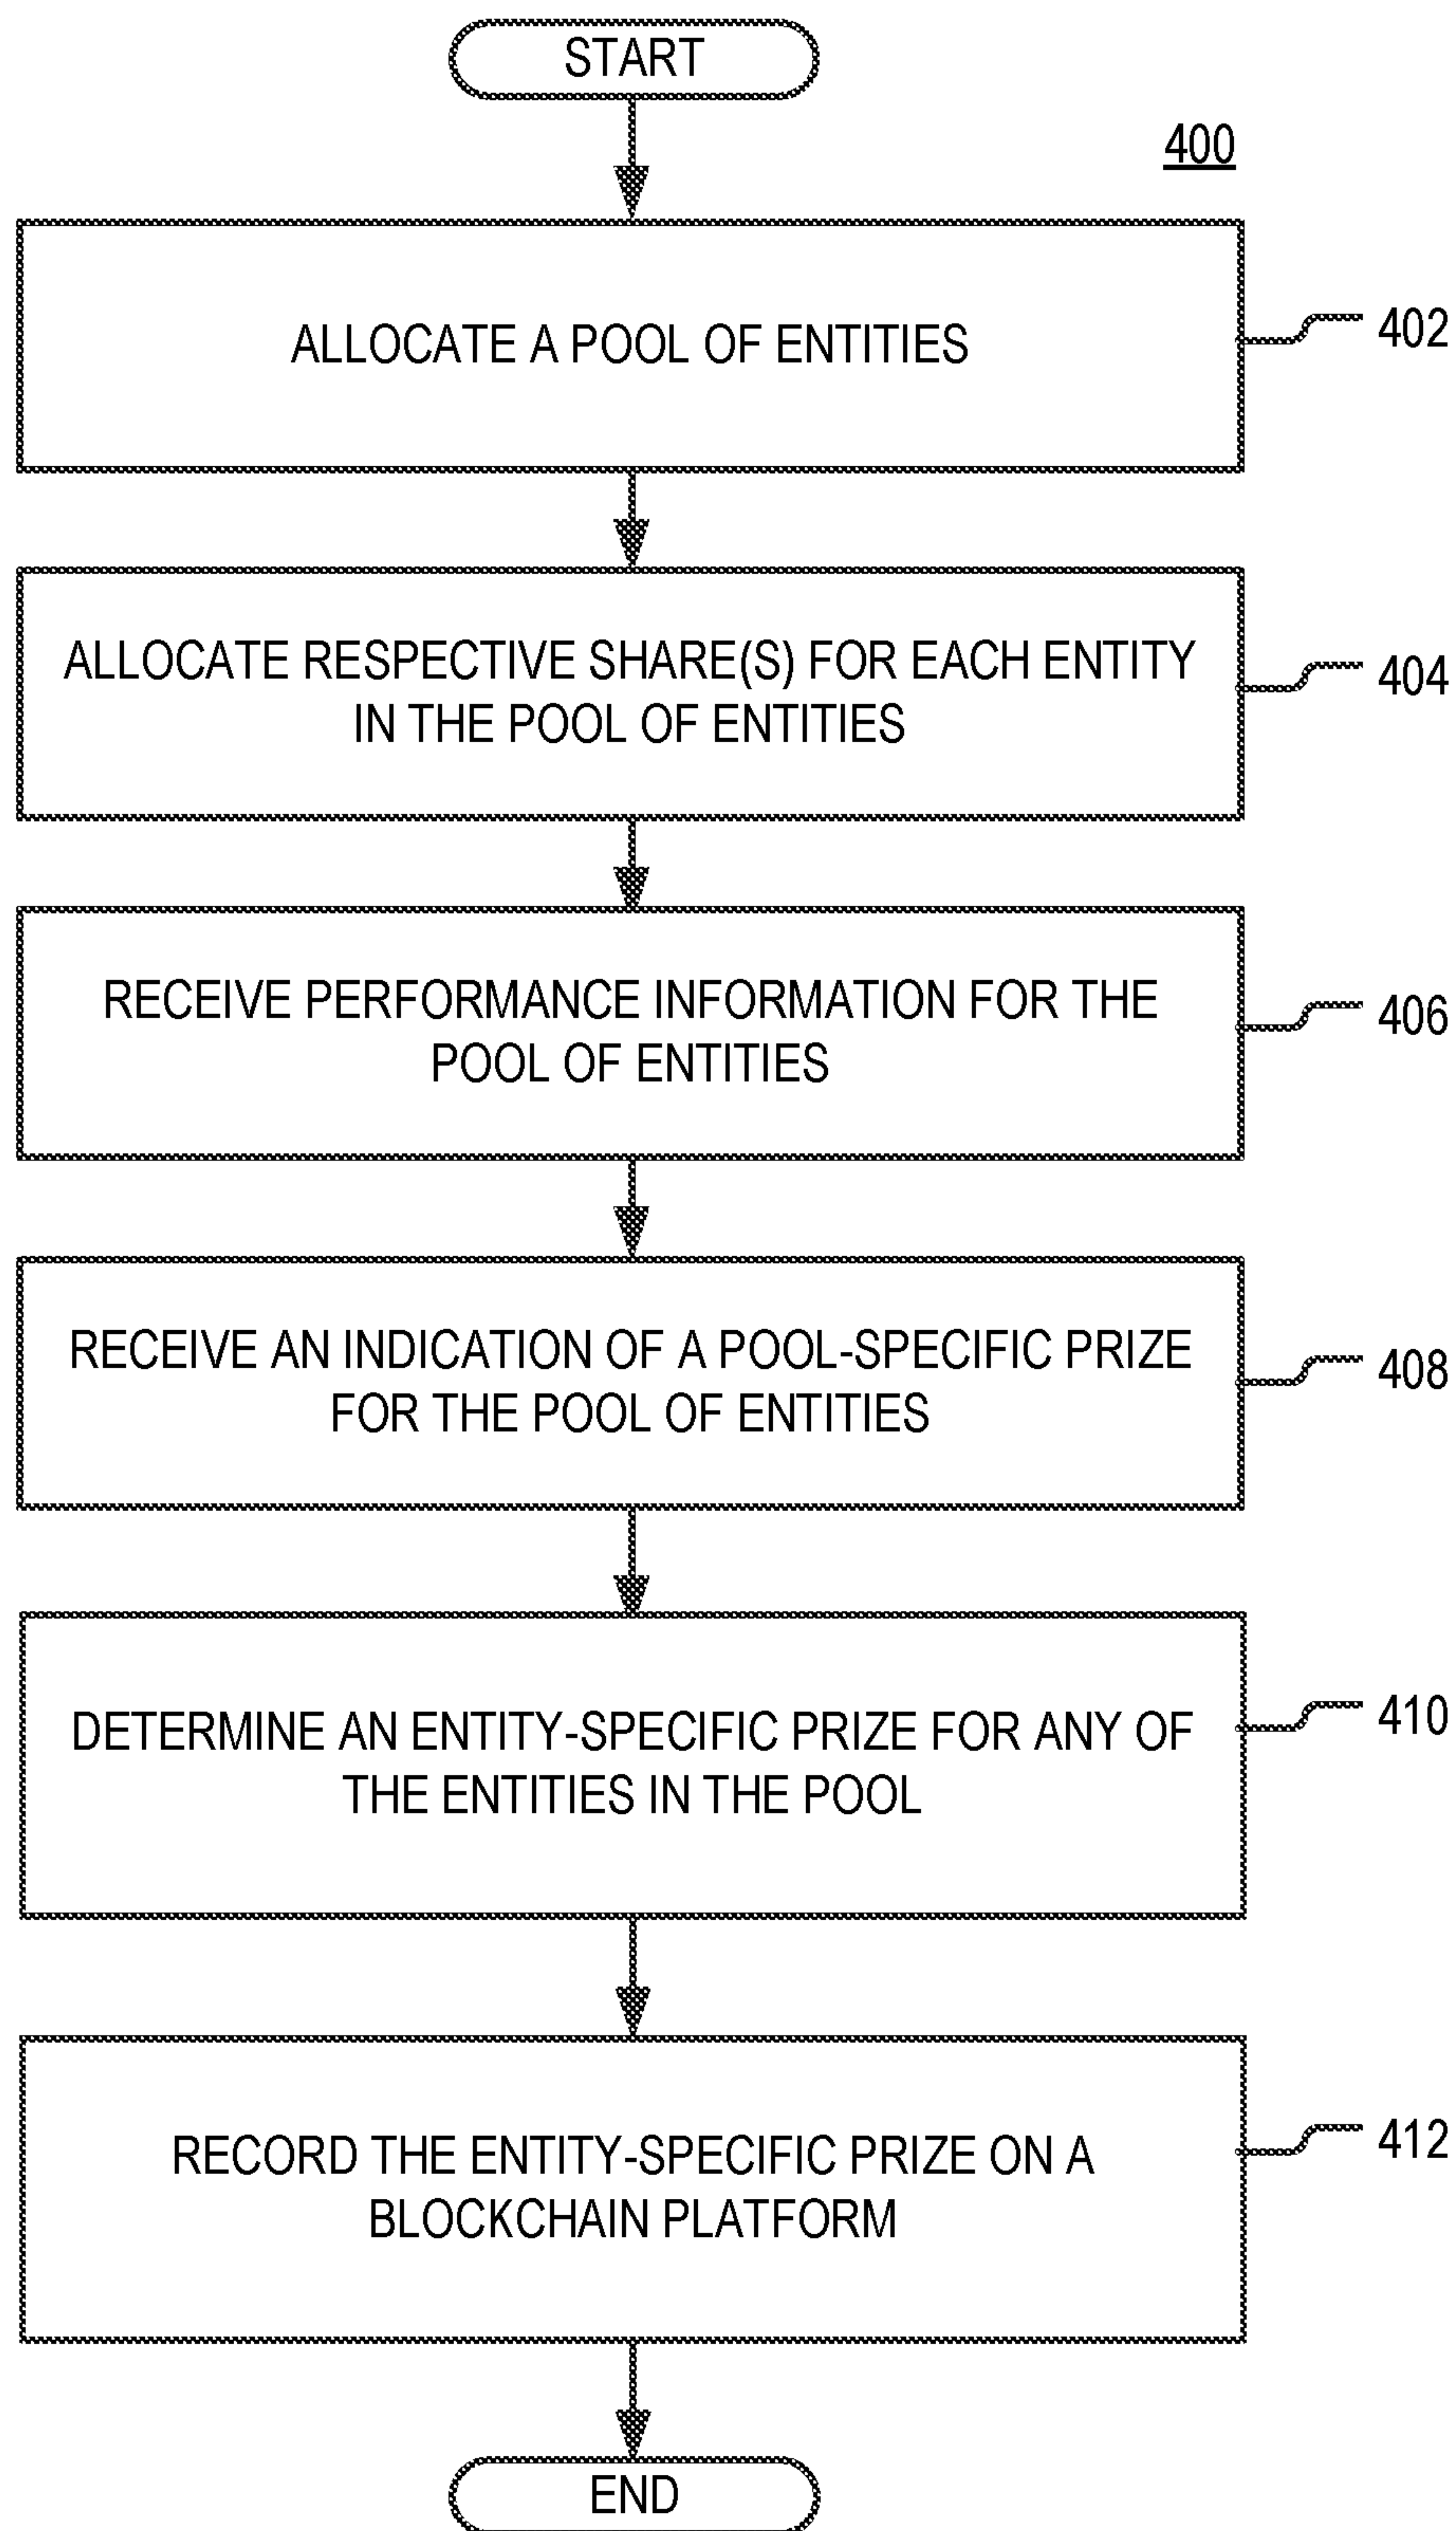 START
400
ALLOCATE A POOL OF ENTITIES
402
ALLOCATE RESPECTIVE SHARE(S) FOR EACH ENTITY
IN THE POOL OF ENTITIES
404
RECEIVE PERFORMANCE INFORMATION FOR THE
POOL OF ENTITIES
406
RECEIVE AN INDICATION OF A POOL-SPECIFIC PRIZE
FOR THE POOL OF ENTITIES
408
DETERMINE AN ENTITY-SPECIFIC PRIZE FOR ANY OF
THE ENTITIES IN THE POOL
410
RECORD THE ENTITY-SPECIFIC PRIZE ON A
BLOCKCHAIN PLATFORM
412
END